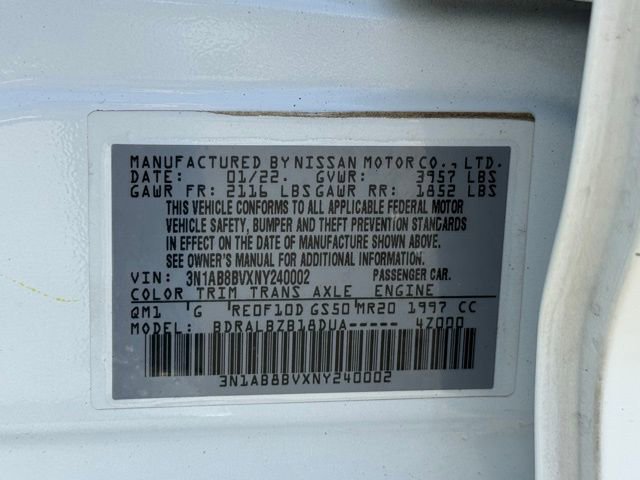 MANUFACTURED BY NISSAN MOTOR CO., LTD.
DATE: 01/22. GVWR: 3957 LBS
GAWR FR: 2116 LBS GAWR RR: 1852 LBS
THIS VEHICLE CONFORMS TO ALL APPLICABLE FEDERAL MOTOR
VEHICLE SAFETY, BUMPER AND THEFT PREVENTION STANDARDS
IN EFFECT ON THE DATE OF MANUFACTURE SHOWN ABOVE.
SEE OWNER'S MANUAL FOR ADDITIONAL INFORMATION.
VIN: 3N1AB8BVXNY240002 PASSENGER CAR.
COLOR TRIM TRANS AXLE ENGINE
QM1 G RE0F10D GS50 MR20 1997 CC
MODEL: BDRALBZB18DUA----- 4Z000
3N1AB8BVXNY240002